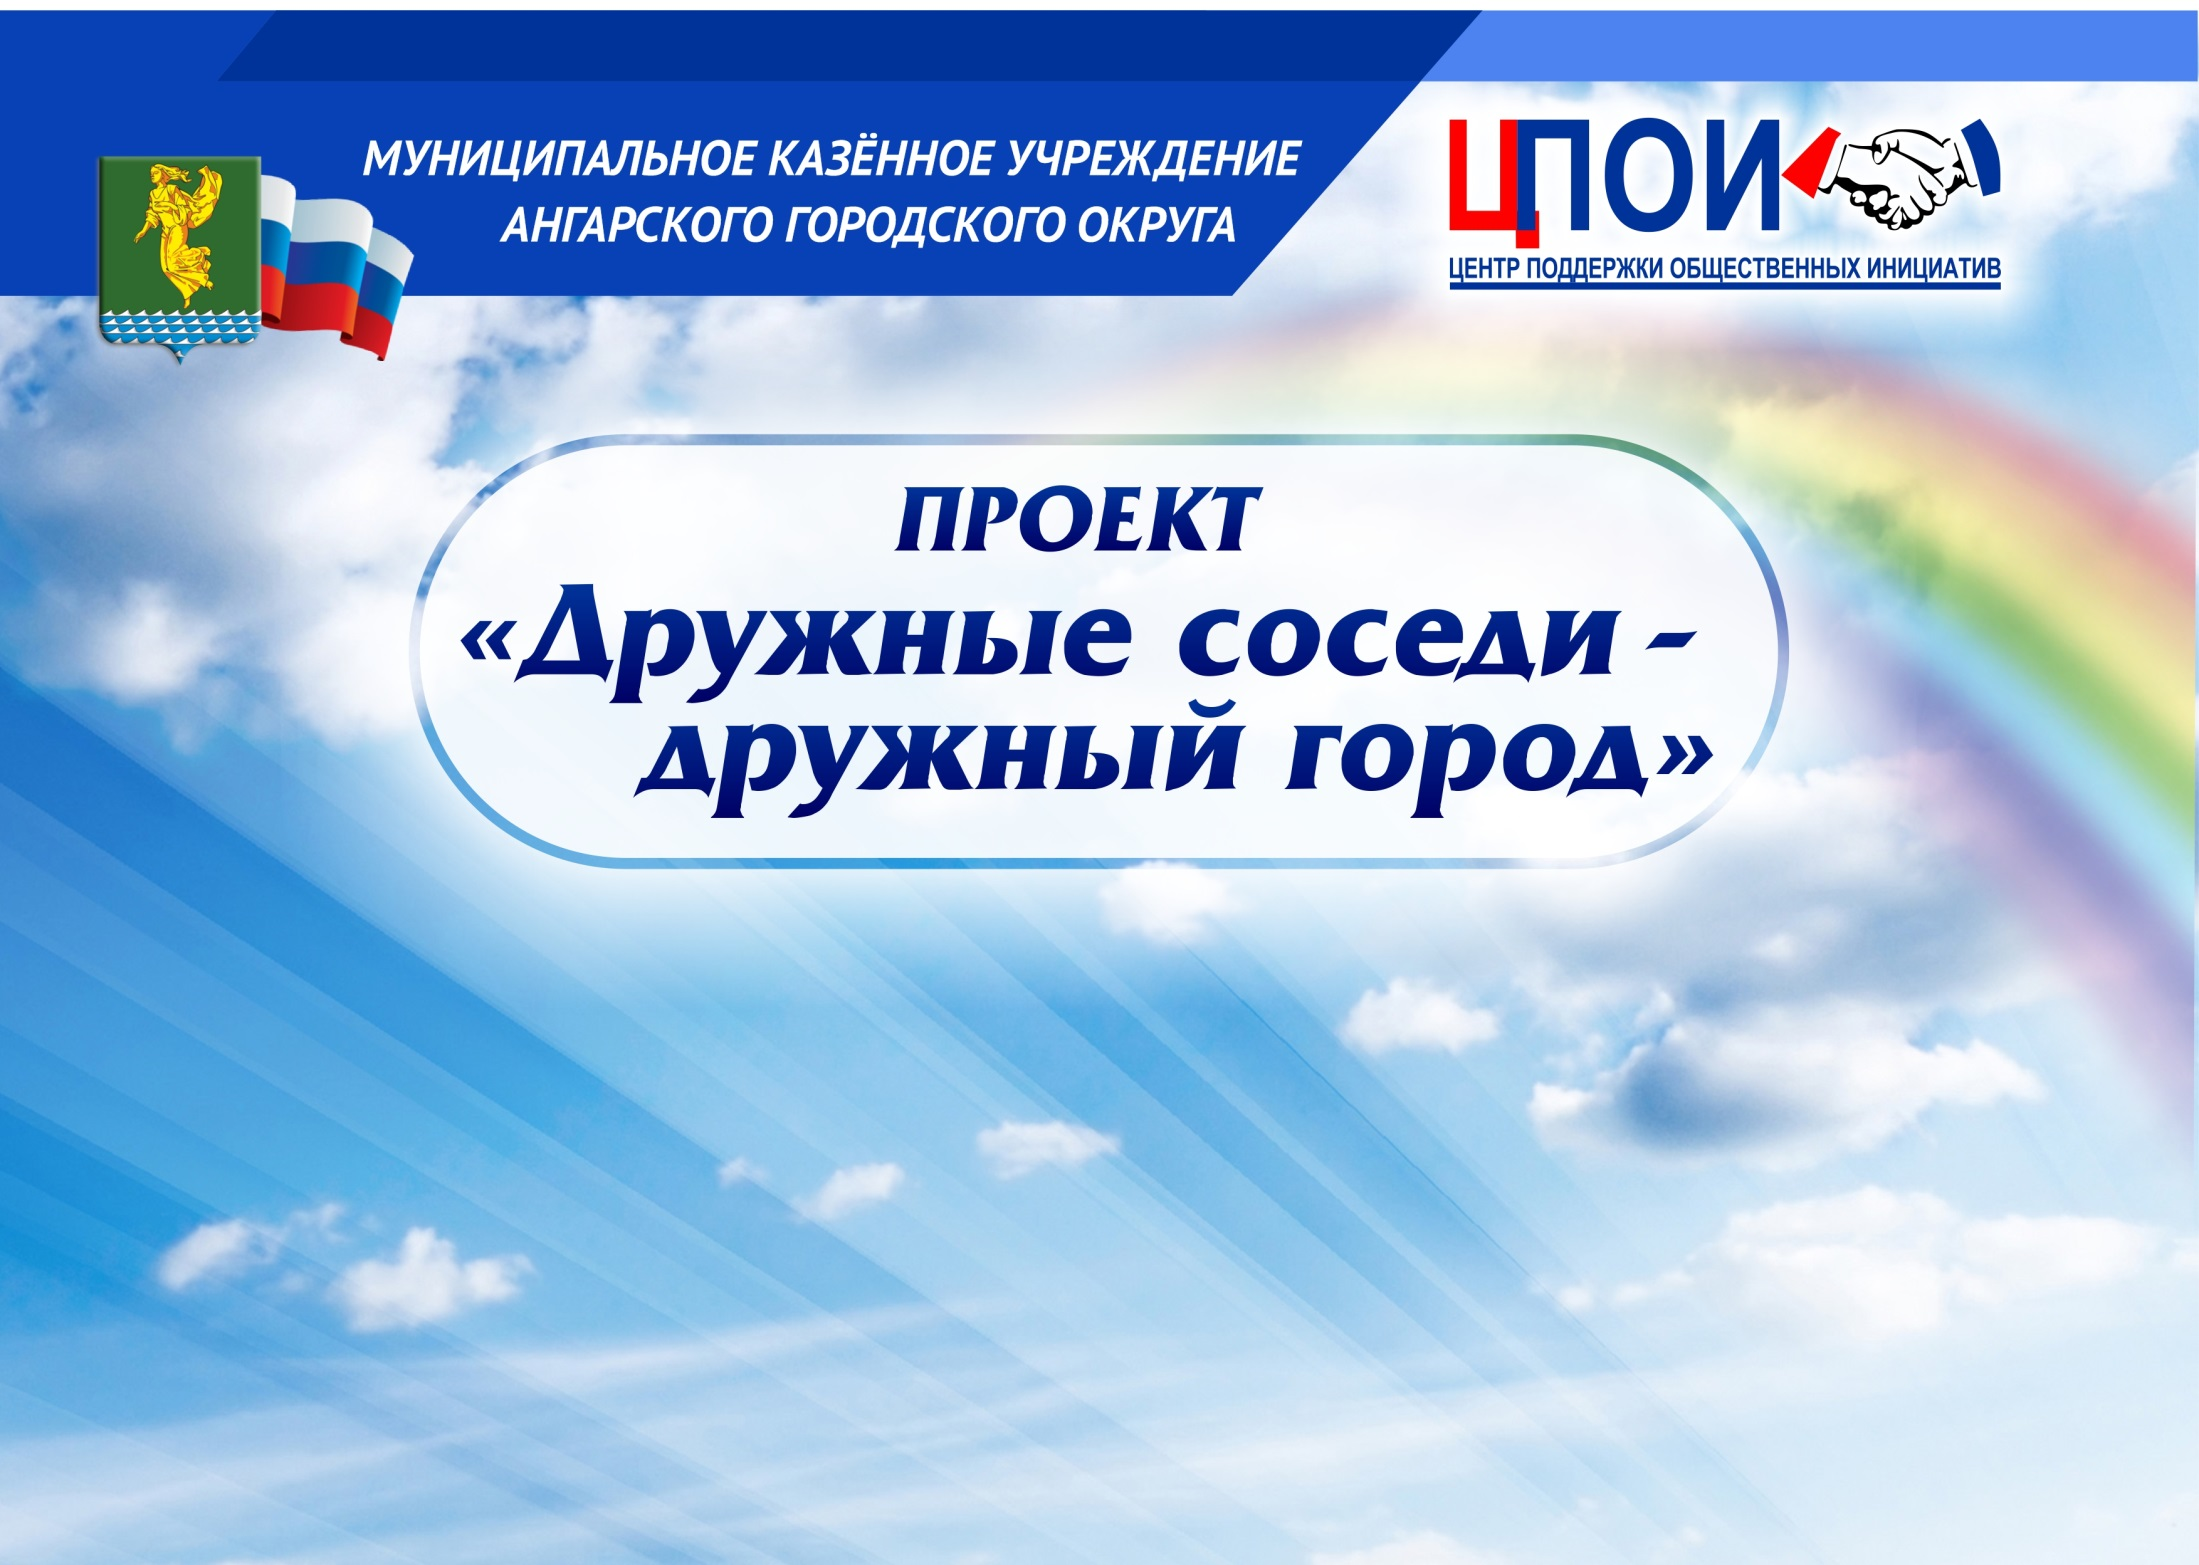 МУНИЦИПАЛЬНОЕ КАЗЁННОЕ УЧРЕЖДЕНИЕ
АНГАРСКОГО ГОРОДСКОГО ОКРУГА
ЦПОИ
ЦЕНТР ПОДДЕРЖКИ ОБЩЕСТВЕННЫХ ИНИЦИАТИВ
ПРОЕКТ
«Дружные соседи -
дружный город»